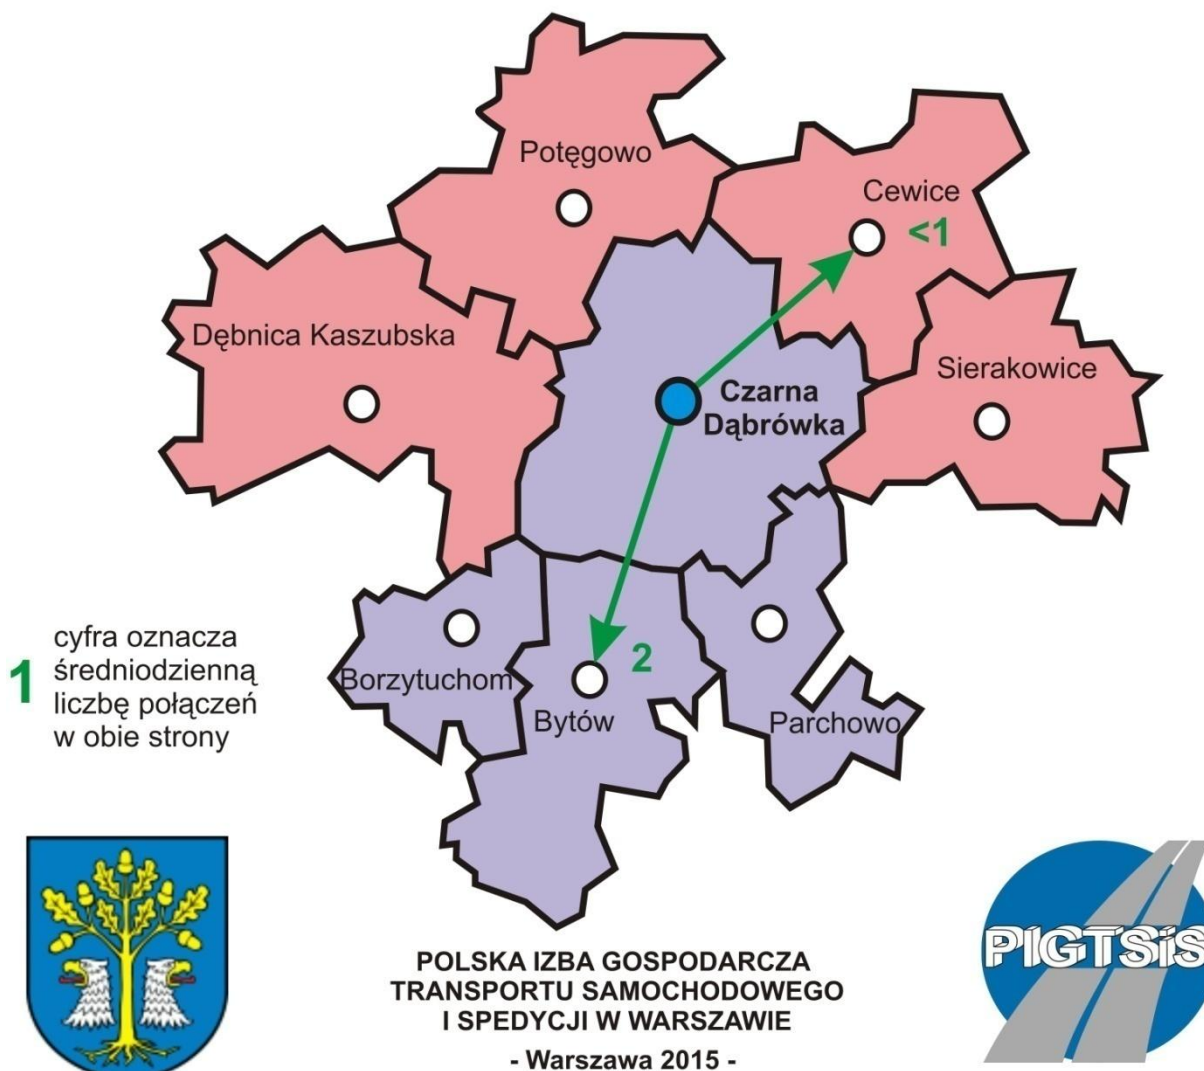 Potęgowo
Cewice
<1
Dębnica Kaszubska
Sierakowice
Czarna
Dąbrówka
1
cyfra oznacza
średniodzienną
liczbę połączeń
w obie strony
Borzytuchom
2
Bytów
Parchowo
POLSKA IZBA GOSPODARCZA
TRANSPORTU SAMOCHODOWEGO
I SPEDYCJI W WARSZAWIE
- Warszawa 2015 -
PIGTSiS